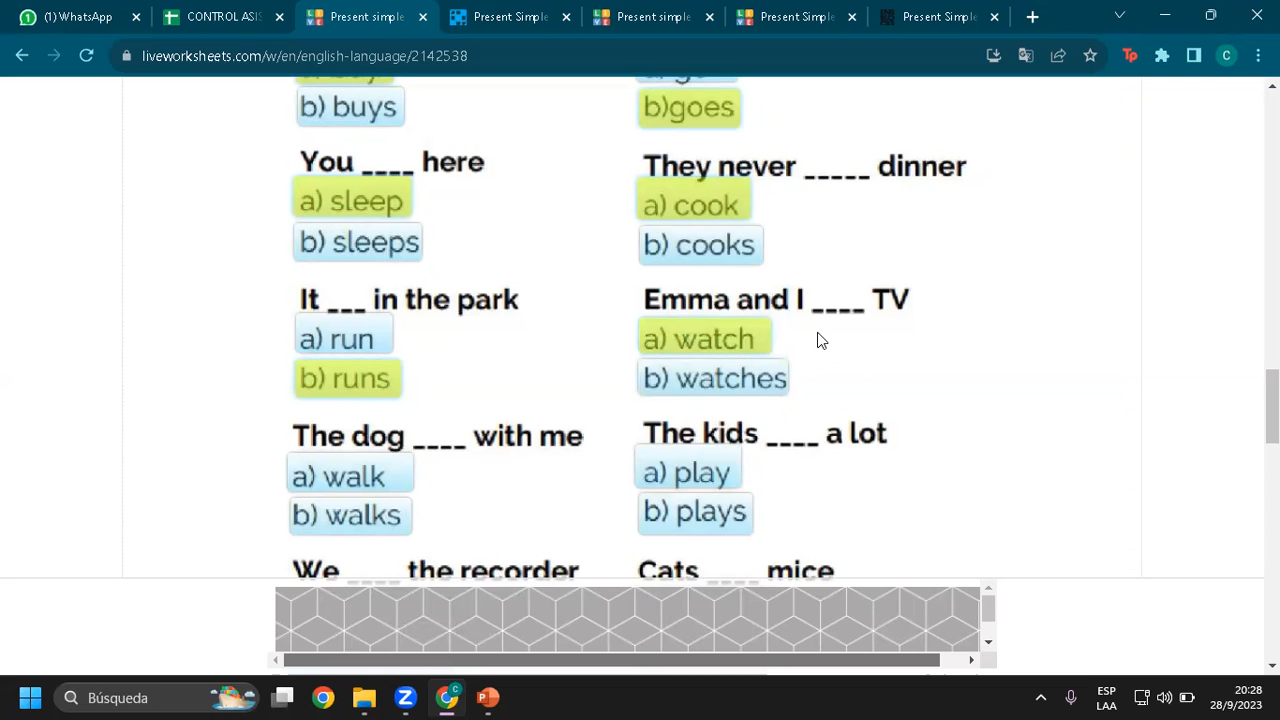 (1) WhatsApp
CONTROL ASIS
Present simple
Present Simple
Present simple
Present simple
Present Simple
liveworksheets.com/w/en/english-language/2142538
b) buys
b)goes
You ____ here
a) sleep
b) sleeps
They never _____ dinner
a) cook
b) cooks
It ___ in the park
a) run
b) runs
Emma and I ____ TV
a) watch
b) watches
The dog ____ with me
a) walk
b) walks
The kids ____ a lot
a) play
b) plays
We ____ the recorder
Cats ____ mice
Búsqueda
ESP
LAA
20:28
28/9/2023